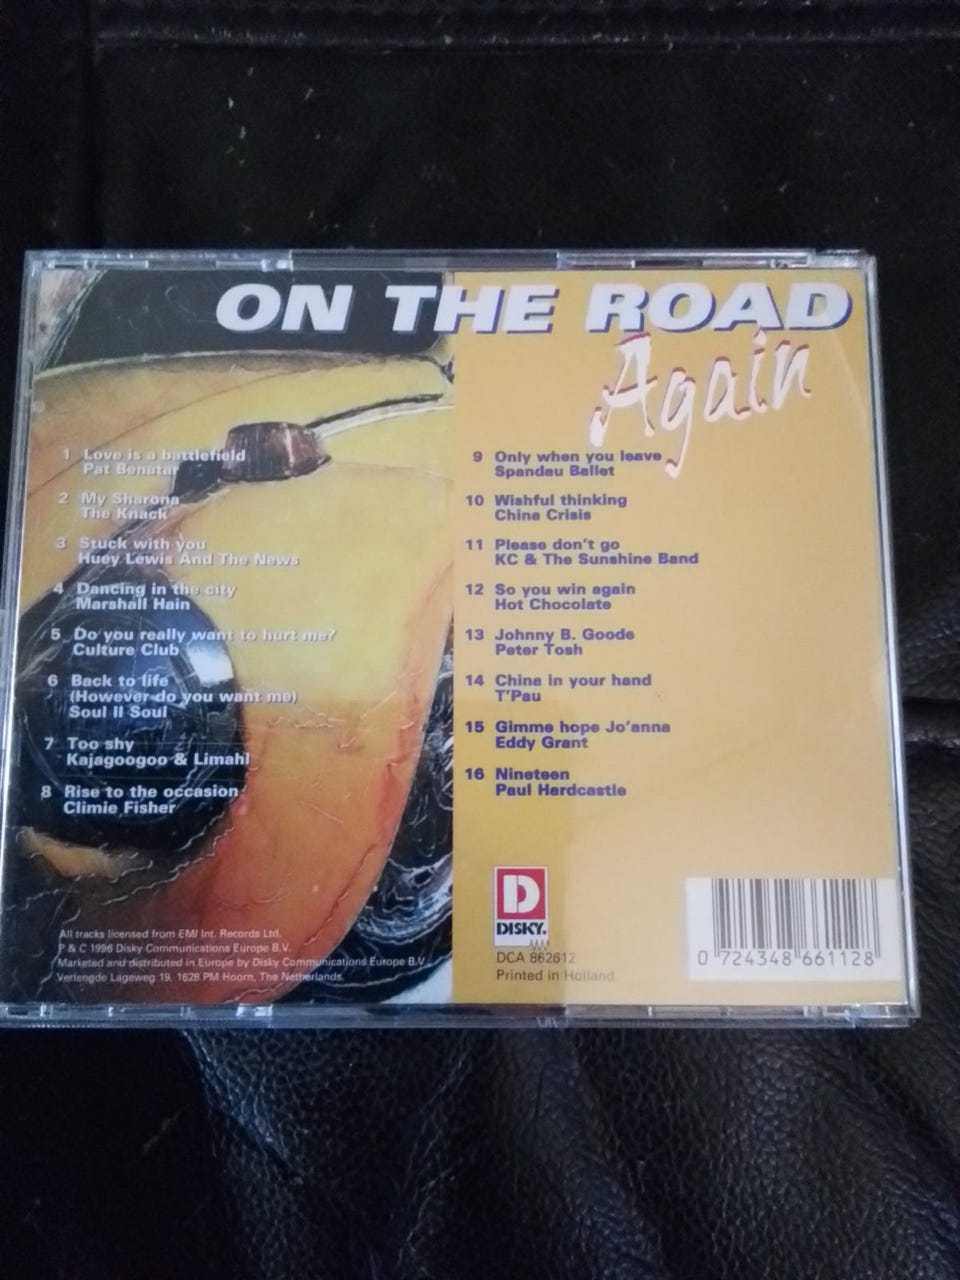 ON THE ROAD
Again
1 Love is a battlefield
Pat Benatar
2 My Sharona
The Knack
3 Stuck with you
Huey Lewis And The News
4 Dancing in the city
Marshall Hain
5 Do you really want to hurt me?
Culture Club
6 Back to life
(However do you want me)
Soul II Soul
7 Too shy
Kajagoogoo & Limahl
8 Rise to the occasion
Climie Fisher
9 Only when you leave
Spandau Ballet
10 Wishful thinking
China Crisis
11 Please don't go
KC & The Sunshine Band
12 So you win again
Hot Chocolate
13 Johnny B. Goode
Peter Tosh
14 China in your hand
T'Pau
15 Gimme hope Jo'anna
Eddy Grant
16 Nineteen
Paul Hardcastle
All tracks licensed from EMI Int. Records Ltd.
P & C 1996 Disky Communications Europe B.V.
Marketed and distributed in Europe by Disky Communications Europe B.V.
Verlengde Lageweg 19, 1628 PM Hoorn, The Netherlands.
D
DISKY.
DCA 862612
Printed in Holland
0 724348 661128